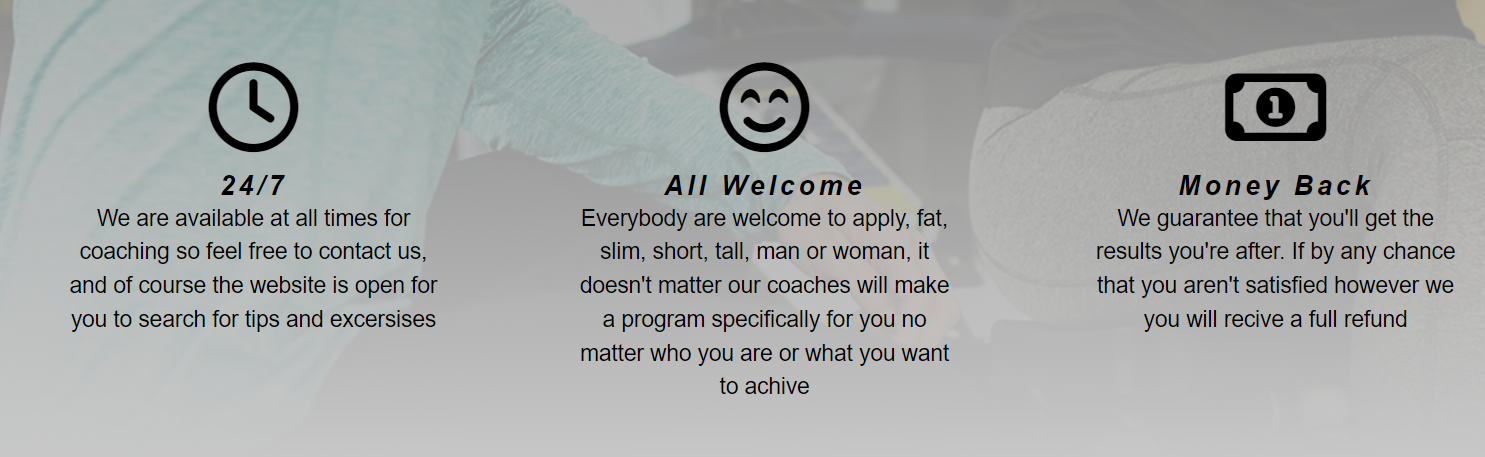 24/7
We are available at all times for
coaching so feel free to contact us,
and of course the website is open for
you to search for tips and excersises
All Welcome
Everybody are welcome to apply, fat,
slim, short, tall, man or woman, it
doesn't matter our coaches will make
a program specifically for you no
matter who you are or what you want
to achive
1
Money Back
We guarantee that you'll get the
results you're after. If by any chance
that you aren't satisfied however we
you will recive a full refund